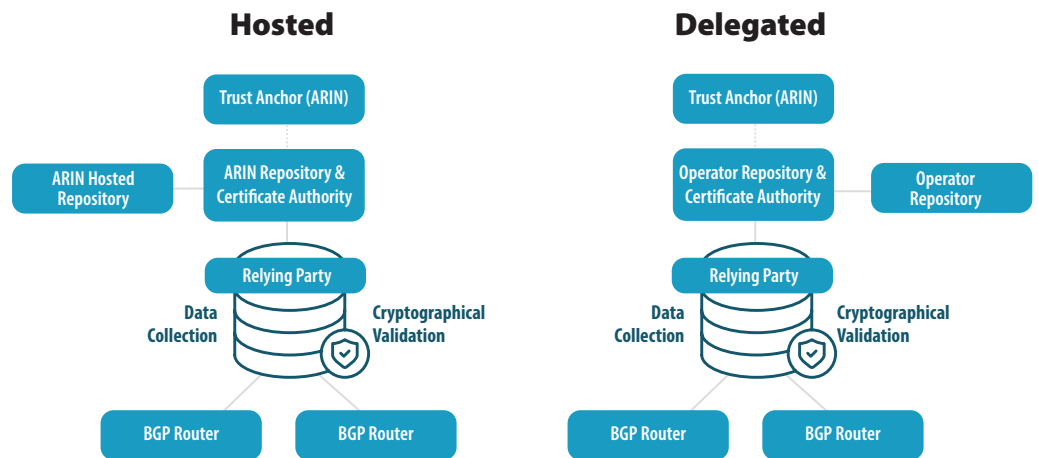 Hosted
Trust Anchor (ARIN)
ARIN Repository &
Certificate Authority
ARIN Hosted
Repository
Relying Party
Data
Collection
Cryptographical
Validation
BGP Router
BGP Router
Delegated
Trust Anchor (ARIN)
Operator Repository &
Certificate Authority
Operator
Repository
Relying Party
Data
Collection
Cryptographical
Validation
BGP Router
BGP Router